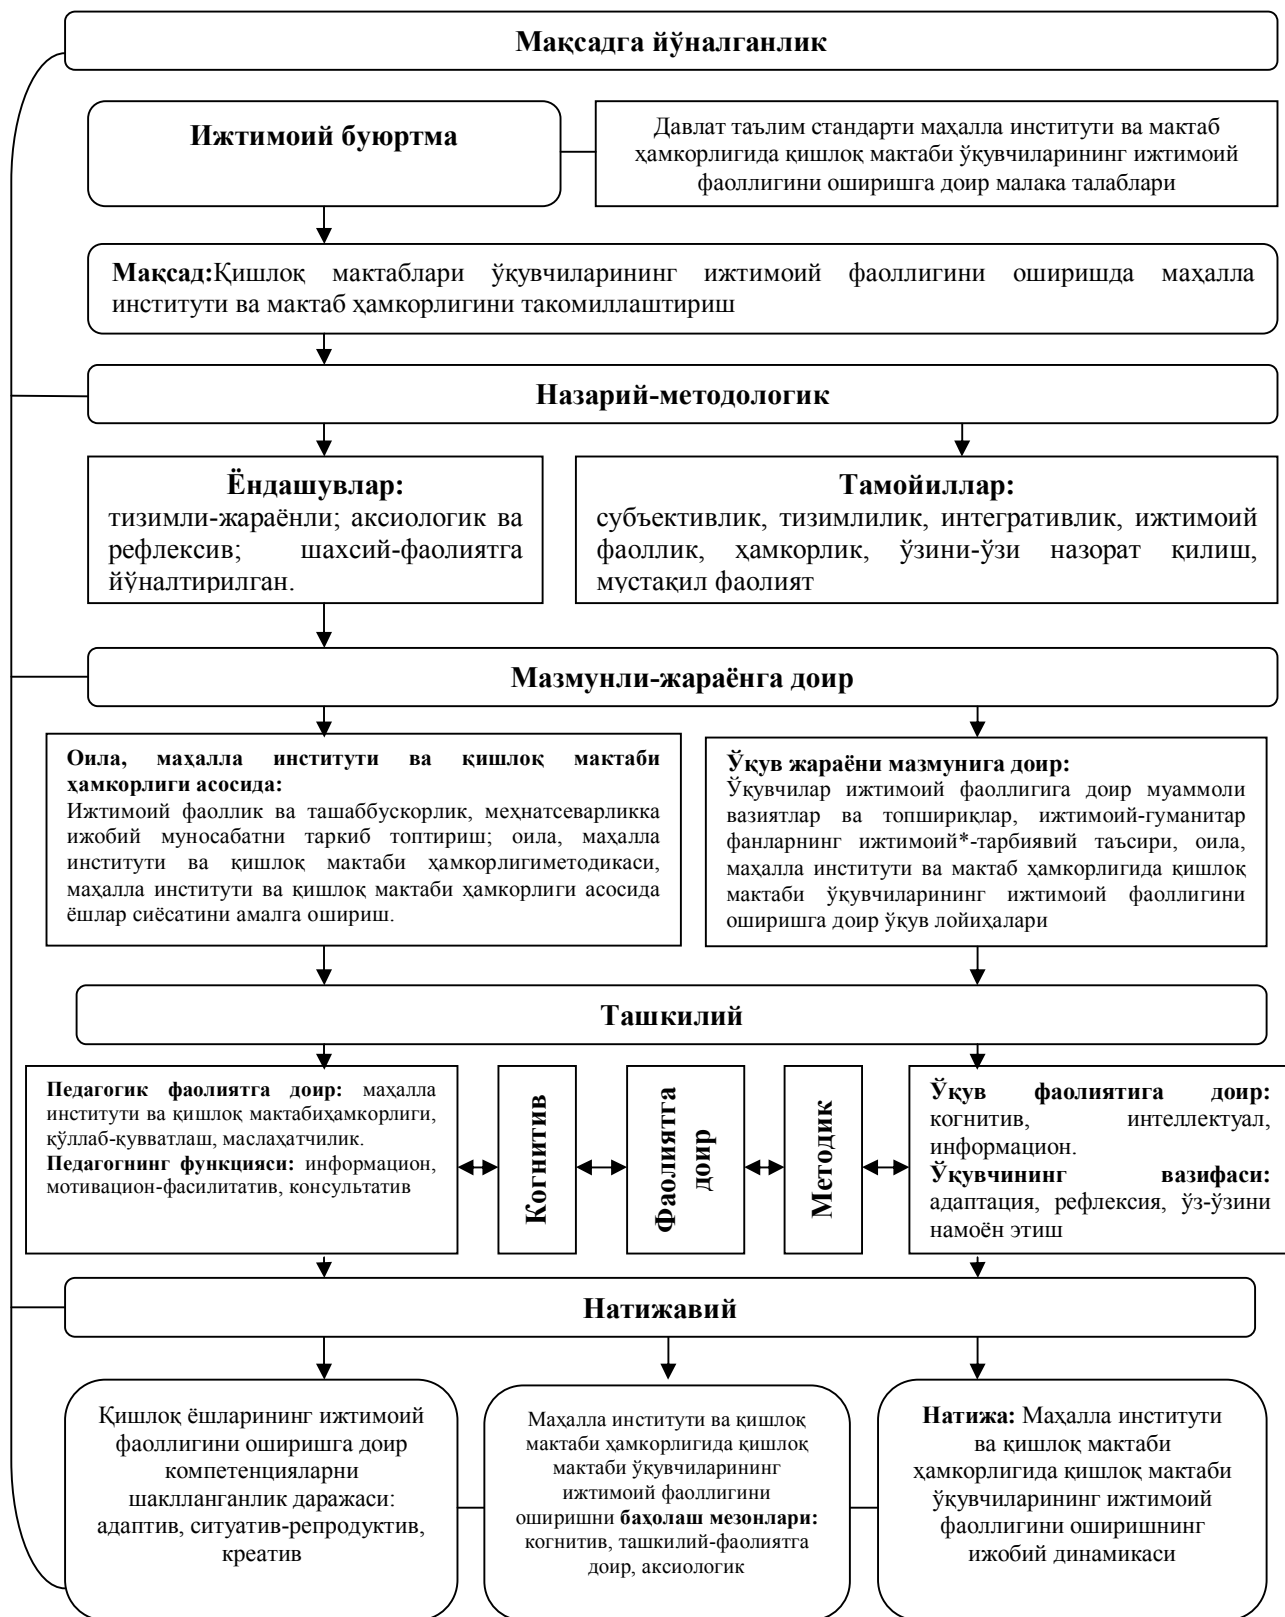 Мақсадга йўналганлик
Ижтимоий буюртма
Давлат таълим стандарти маҳалла институти ва мактаб
ҳамкорлигида қишлоқ мактаби ўқувчиларининг ижтимоий
фаоллигини оширишга доир малака талаблари
Мақсад:Қишлоқ мактаблари ўқувчиларининг ижтимоий фаоллигини оширишда маҳалла
институти ва мактаб ҳамкорлигини такомиллаштириш
Назарий-методологик
Ёндашувлар:
тизимли-жараёнли; аксиологик ва
рефлексив; шахсий-фаолиятга
йўналтирилган.
Тамойиллар:
субъективлик, тизимлилик, интегративлик, ижтимоий
фаоллик, ҳамкорлик, ўзини-ўзи назорат қилиш,
мустақил фаолият
Мазмунли-жараёнга доир
Оила, маҳалла институти ва қишлоқ мактаби
ҳамкорлиги асосида:
Ижтимоий фаоллик ва ташаббускорлик, меҳнатсеварликка
ижобий муносабатни таркиб топтириш; оила, маҳалла
институти ва қишлоқ мактаби ҳамкорлигиметодикаси,
маҳалла институти ва қишлоқ мактаби ҳамкорлиги асосида
ёшлар сиёсатини амалга ошириш.
Ўқув жараёни мазмунига доир:
Ўқувчилар ижтимоий фаоллигига доир муаммоли
вазиятлар ва топшириқлар, ижтимоий-гуманитар
фанларнинг ижтимоий*-тарбиявий таъсири, оила,
маҳалла институти ва мактаб ҳамкорлигида қишлоқ
мактаби ўқувчиларининг ижтимоий фаоллигини
оширишга доир ўқув лойиҳалари
Ташкилий
Педагогик фаолиятга доир: маҳалла
институти ва қишлоқ мактабиҳамкорлиги,
қўллаб-қувватлаш, маслаҳатчилик.
Педагогнинг функцияси: информацион,
мотивацион-фасилитатив, консультатив
Когнитив
Фаолиятга
доир
Методик
Ўқув фаолиятига доир:
когнитив, интеллектуал,
информацион.
Ўқувчининг вазифаси:
адаптация, рефлексия, ўз-ўзини
намоён этиш
Натижавий
Қишлоқ ёшларининг ижтимоий
фаоллигини оширишга доир
компетенцияларни
шаклланганлик даражаси:
адаптив, ситуатив-репродуктив,
креатив
Маҳалла институти ва қишлоқ
мактаби ҳамкорлигида қишлоқ
мактаби ўқувчиларининг
ижтимоий фаоллигини
оширишни баҳолаш мезонлари:
когнитив, ташкилий-фаолиятга
доир, аксиологик
Натижа: Маҳалла институти
ва қишлоқ мактаби
ҳамкорлигида қишлоқ мактаби
ўқувчиларининг ижтимоий
фаоллигини оширишнинг
ижобий динамикаси